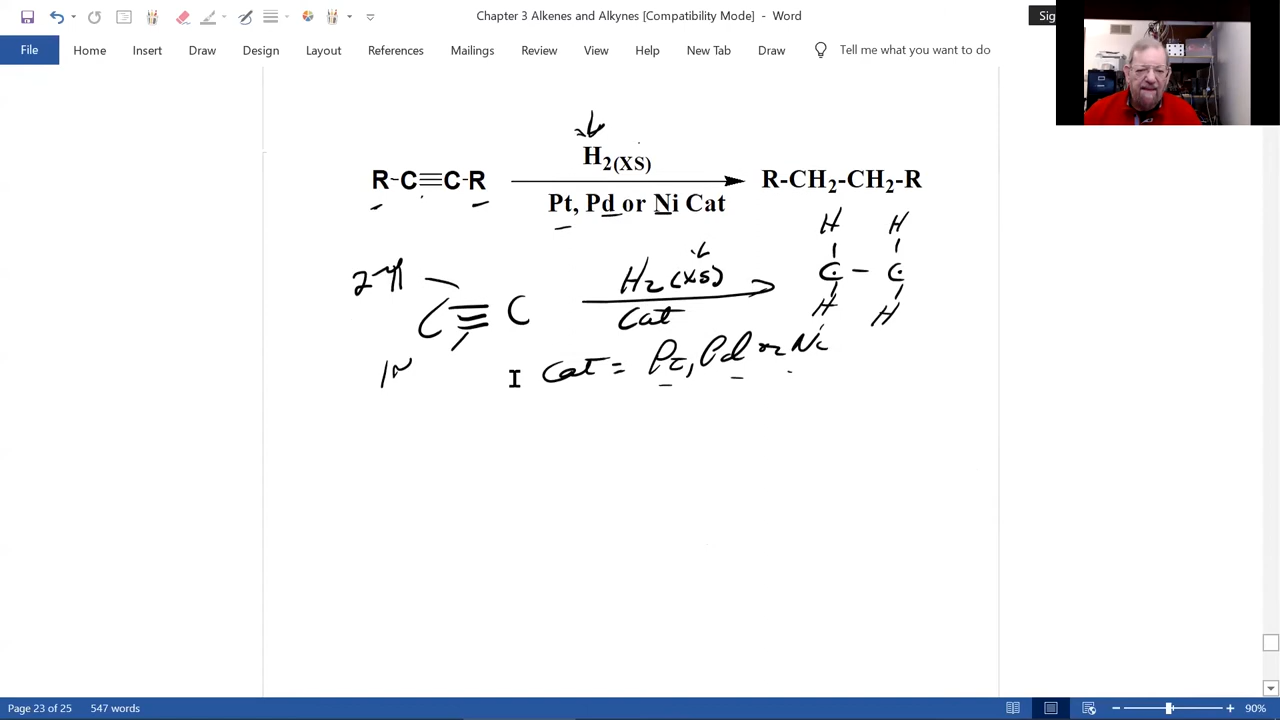 Chapter 3 Alkenes and Alkynes [Compatibility Mode] - Word
Sig
File Home Insert Draw Design Layout References Mailings Review View Help New Tab Draw Tell me what you want to do
H2(XS)
R-C≡C-R R-CH2-CH2-R
Pt, Pd or Ni Cat
H H
H2(XS)
C≡C C-C
Cat
H H
Cat = Pt, Pd or Ni
Page 23 of 25 547 words 90%